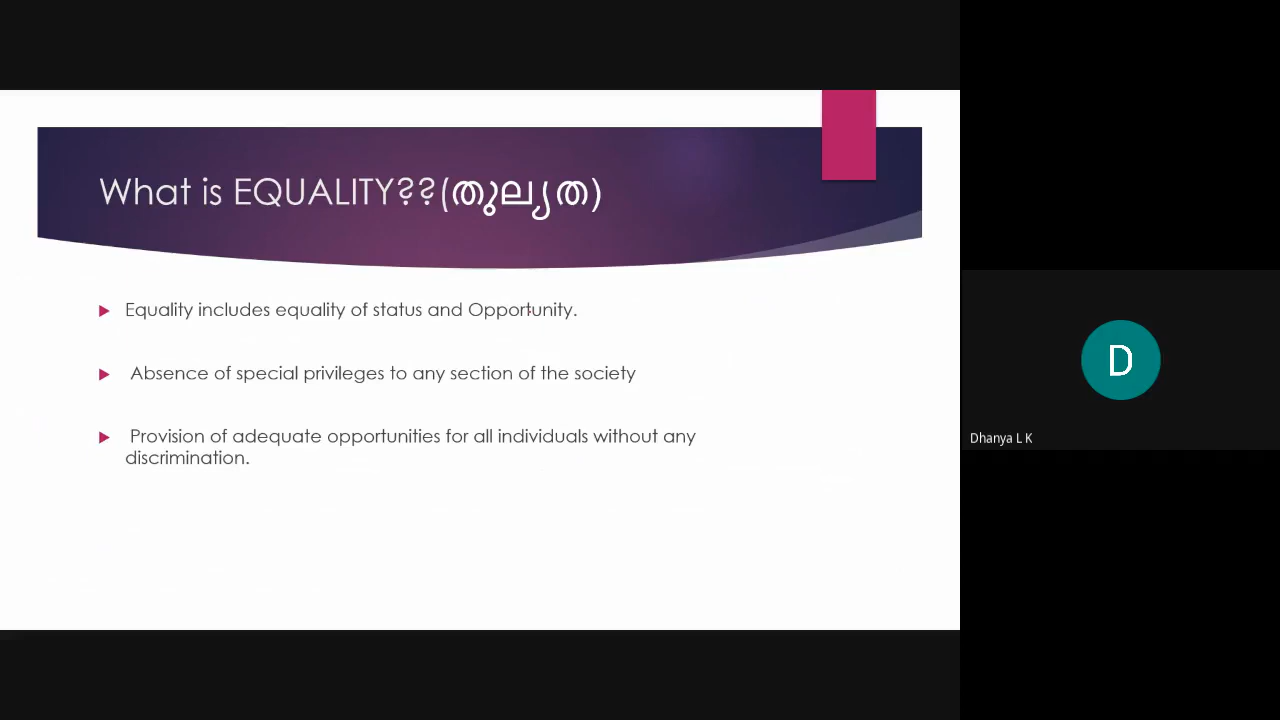 What is EQUALITY??(തുല്യത)
Equality includes equality of status and Opportunity.
Absence of special privileges to any section of the society
Provision of adequate opportunities for all individuals without any
discrimination.
D
Dhanya L K